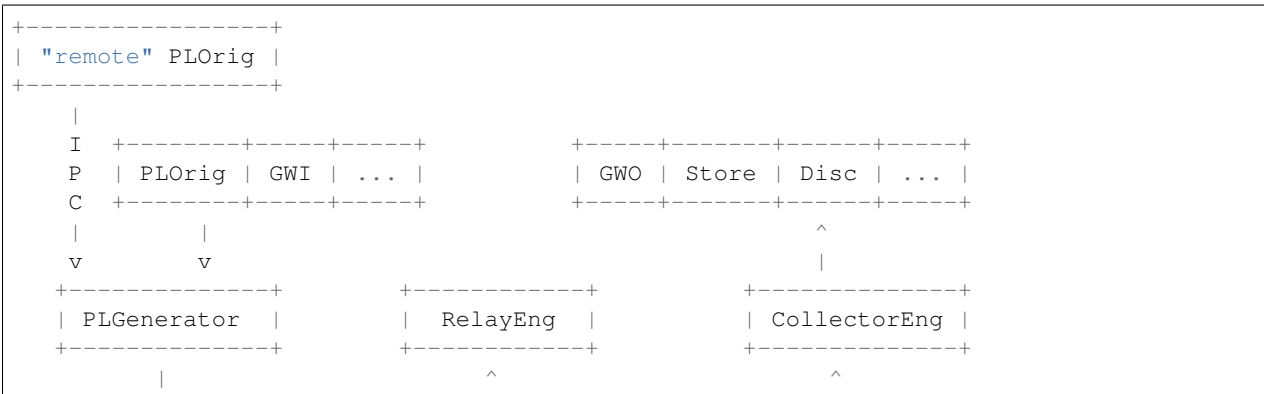 +-----------------+
| "remote" PLOrig |
+-----------------+
    |
    I  +--------+-----+-----+          +-----+-------+------+-----+
    P  | PLOrig | GWI | ... |          | GWO | Store | Disc | ... |
    C  +--------+-----+-----+          +-----+-------+------+-----+
    |        |                                          ^
    v        v                                          |
   +--------------+        +------------+          +--------------+
   | PLGenerator  |        |  RelayEng  |          | CollectorEng |
   +--------------+        +------------+          +--------------+
          |                      ^                       ^